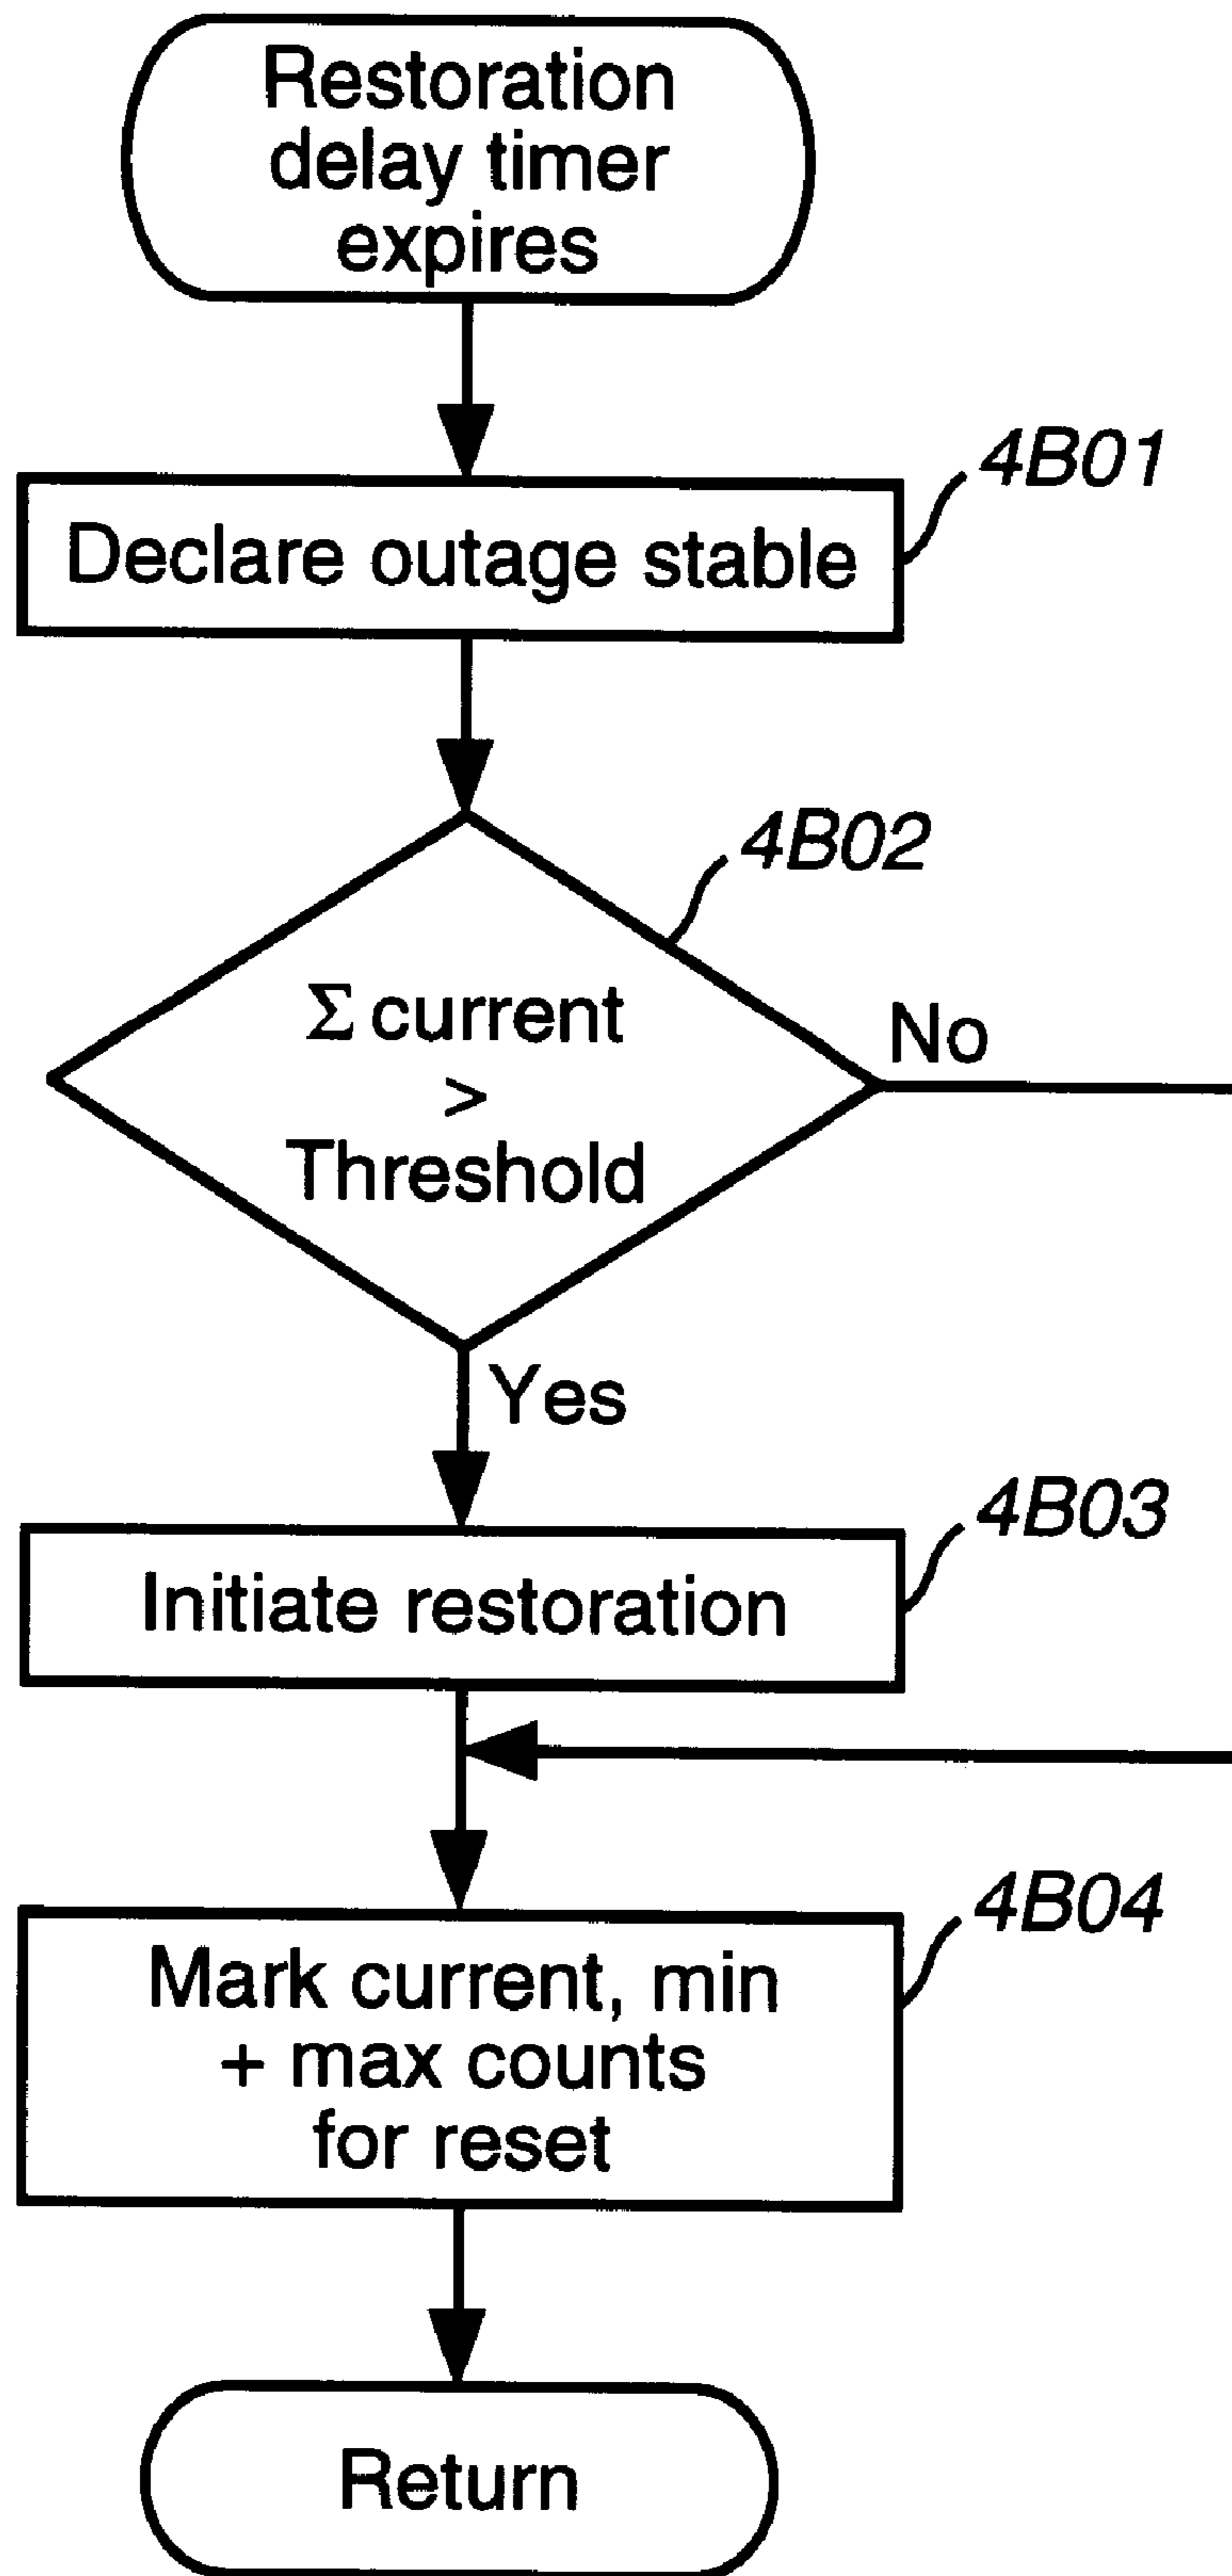 Restoration
delay timer
expires
4B01
Declare outage stable
4B02
Σ current
>
Threshold
No
Yes
4B03
Initiate restoration
4B04
Mark current, min
+ max counts
for reset
Return